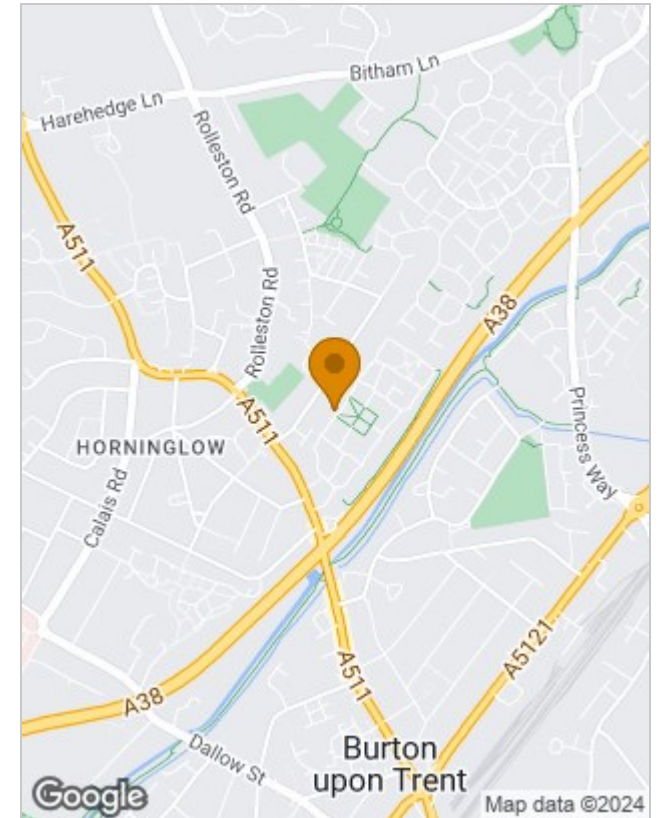 Bitham Ln
Harehedge Ln
Rolleston Rd
A511
A38
Rolleston Rd
A511
Princess Way
HORNINGLOW
Calais Rd
A5121
A511
A38
Dallow St
Burton
upon Trent
Google
Map data ©2024